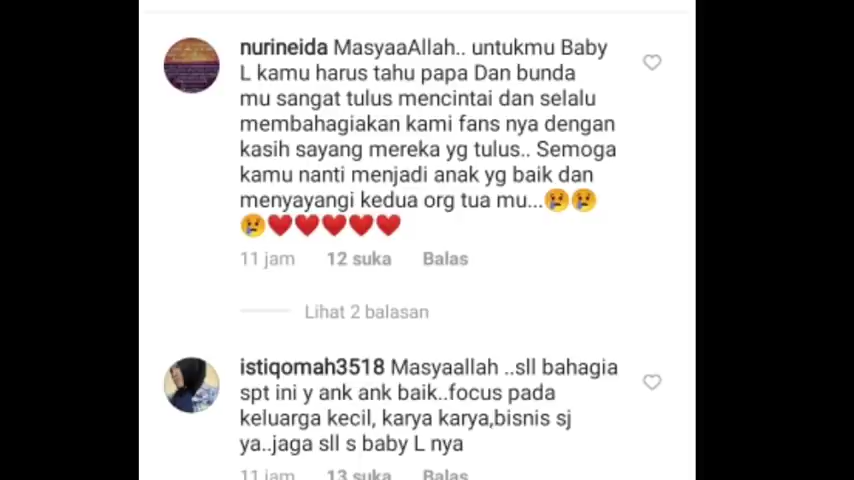 nurineida MasyaaAllah.. untukmu Baby
L kamu harus tahu papa Dan bunda
mu sangat tulus mencintai dan selalu
membahagiakan kami fans nya dengan
kasih sayang mereka yg tulus.. Semoga
kamu nanti menjadi anak yg baik dan
menyayangi kedua org tua mu...😢😢
😢❤️❤️❤️❤️❤️
11 jam 12 suka Balas
Lihat 2 balasan
istiqomah3518 Masyaallah ..sll bahagia
spt ini y ank ank baik..focus pada
keluarga kecil, karya karya,bisnis sj
ya..jaga sll s baby L nya
11 jam 13 suka Balas